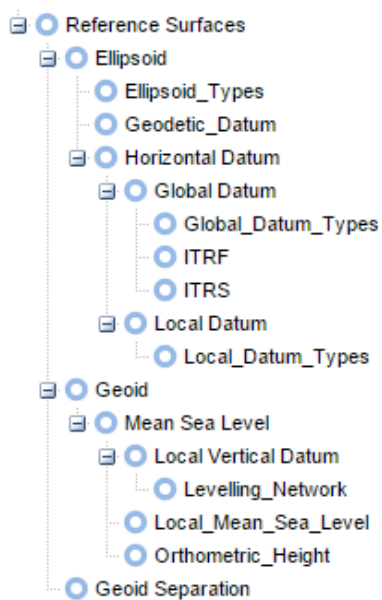 Reference Surfaces
Ellipsoid
Ellipsoid_Types
Geodetic_Datum
Horizontal Datum
Global Datum
Global_Datum_Types
ITRF
ITRS
Local Datum
Local_Datum_Types
Geoid
Mean Sea Level
Local Vertical Datum
Levelling_Network
Local_Mean_Sea_Level
Orthometric_Height
Geoid Separation